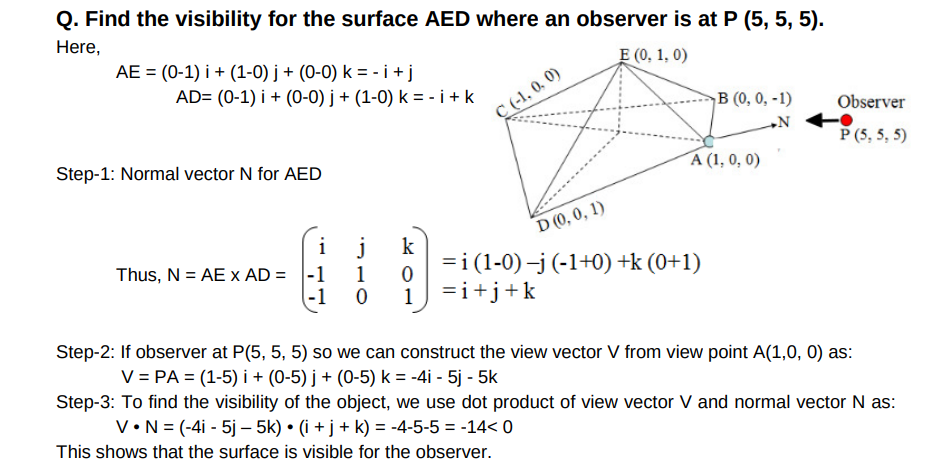 Q. Find the visibility for the surface AED where an observer is at P (5, 5, 5).
Here,
AE = (0-1) i + (1-0) j + (0-0) k = - i + j
AD= (0-1) i + (0-0) j + (1-0) k = - i + k
E (0, 1, 0)
C (-1, 0, 0)
B (0, 0, -1)
N
Observer
P (5, 5, 5)
A (1, 0, 0)
D (0, 0, 1)
Step-1: Normal vector N for AED
Thus, N = AE x AD =
i j k
-1 1 0
-1 0 1
= i (1-0) –j (-1+0) +k (0+1)
= i + j + k
Step-2: If observer at P(5, 5, 5) so we can construct the view vector V from view point A(1,0, 0) as:
V = PA = (1-5) i + (0-5) j + (0-5) k = -4i - 5j - 5k
Step-3: To find the visibility of the object, we use dot product of view vector V and normal vector N as:
V • N = (-4i - 5j – 5k) • (i + j + k) = -4-5-5 = -14< 0
This shows that the surface is visible for the observer.